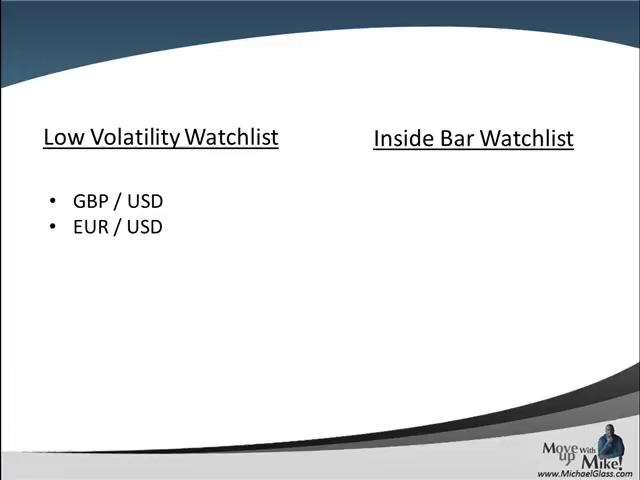 Low Volatility Watchlist
Inside Bar Watchlist
• GBP / USD
• EUR / USD
Move up With Mike!
www.MichaelGlass.com